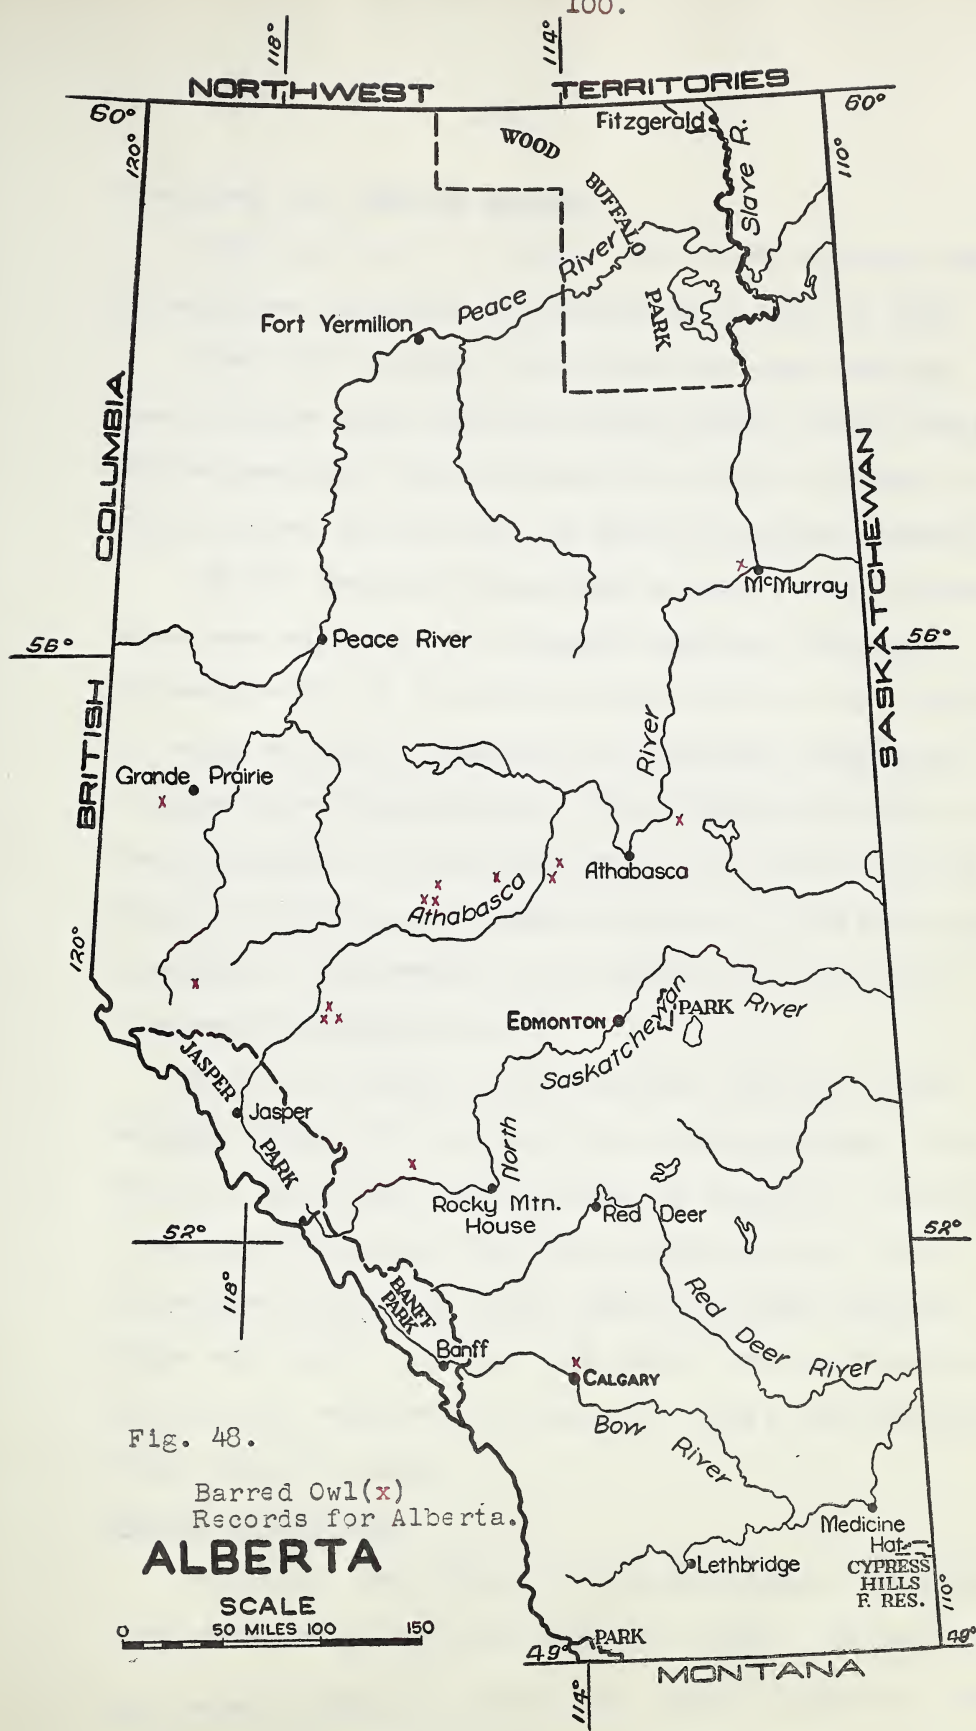 100.
118°
114°
NORTHWEST TERRITORIES
60°
60°
120°
110°
Fitzgerald
WOOD
BUFFALO
PARK
Slave R.
Peace River
Fort Vermilion
BRITISH COLUMBIA
SASKATCHEWAN
x
McMurray
56°
Peace River
56°
River
Grande Prairie
x
x
Athabasca
x
x
x
x
x
x x
Athabasca
120°
x
x
x x
EDMONTON
PARK
North Saskatchewan River
JASPER
PARK
Jasper
x
Rocky Mtn.
House
Red Deer
52°
52°
118°
BANFF
PARK
Red Deer River
Banff
x
CALGARY
Bow River
Fig. 48.
Barred Owl(x)
Records for Alberta.
ALBERTA
SCALE
0 50 MILES 100 150
Medicine
Hat
Lethbridge
CYPRESS
HILLS
F. RES.
110°
PARK
49°
49°
MONTANA
114°